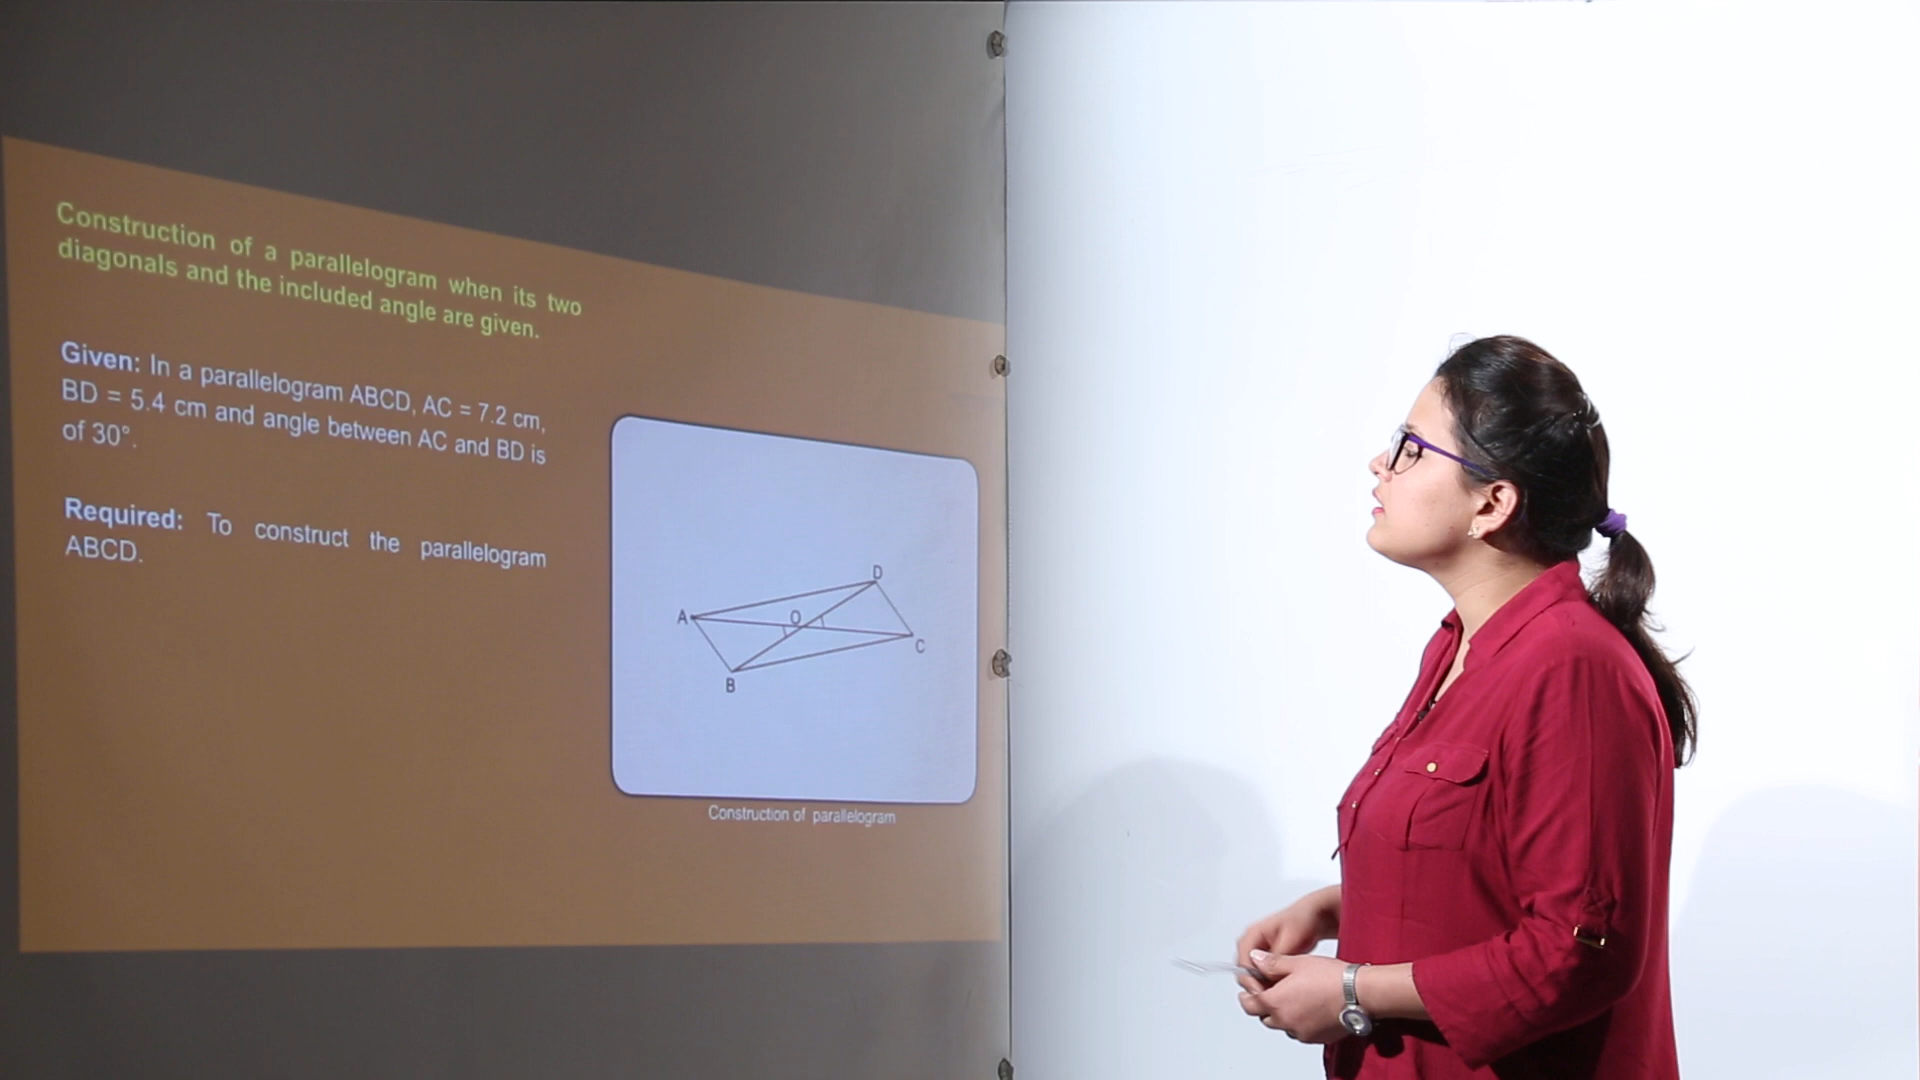 Construction of a parallelogram when its two
diagonals and the included angle are given.
Given: In a parallelogram ABCD, AC = 7.2 cm,
BD = 5.4 cm and angle between AC and BD is
of 30°.
Required: To construct the parallelogram
ABCD.
D
A
O
C
B
Construction of parallelogram